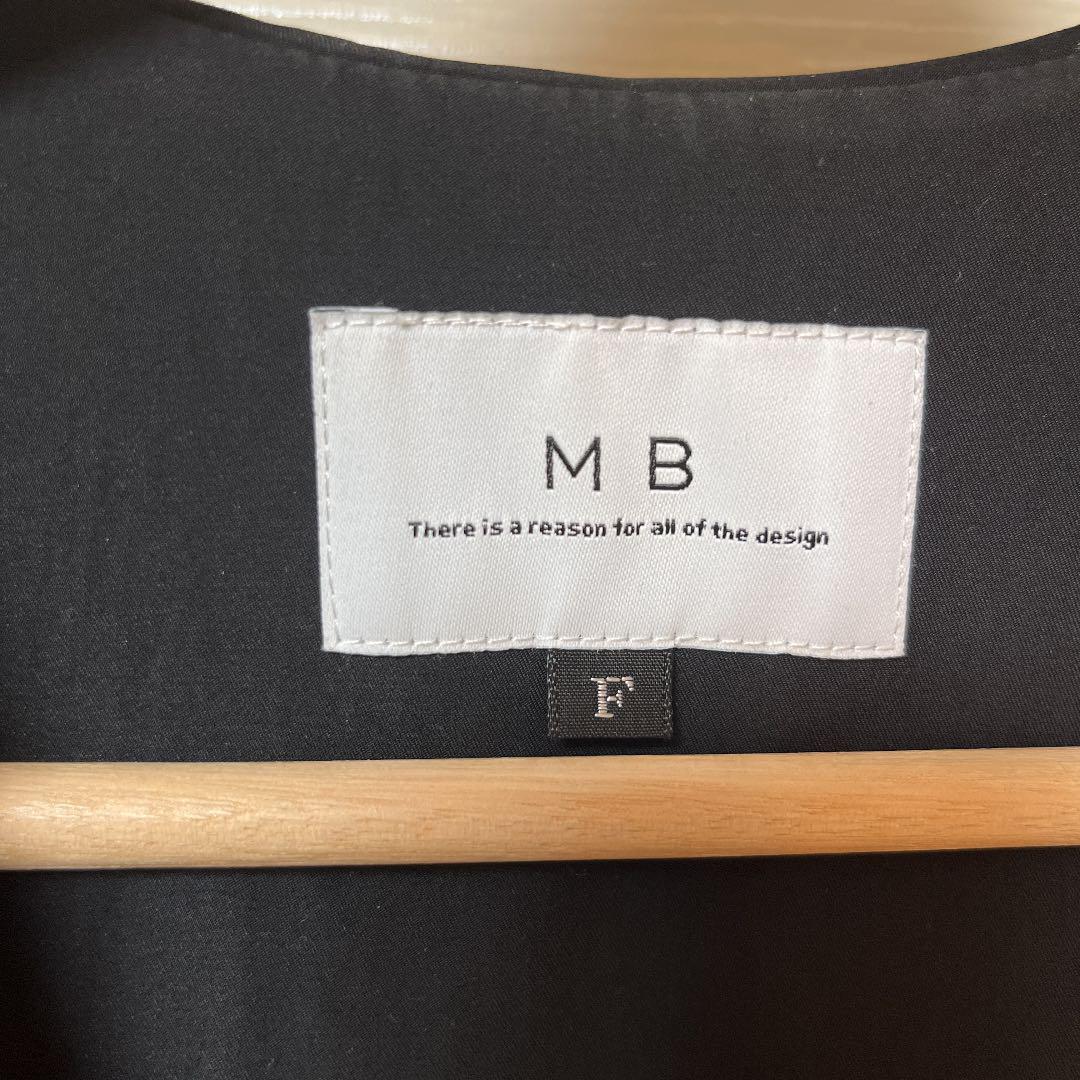 M B
There is a reason for all of the design
F